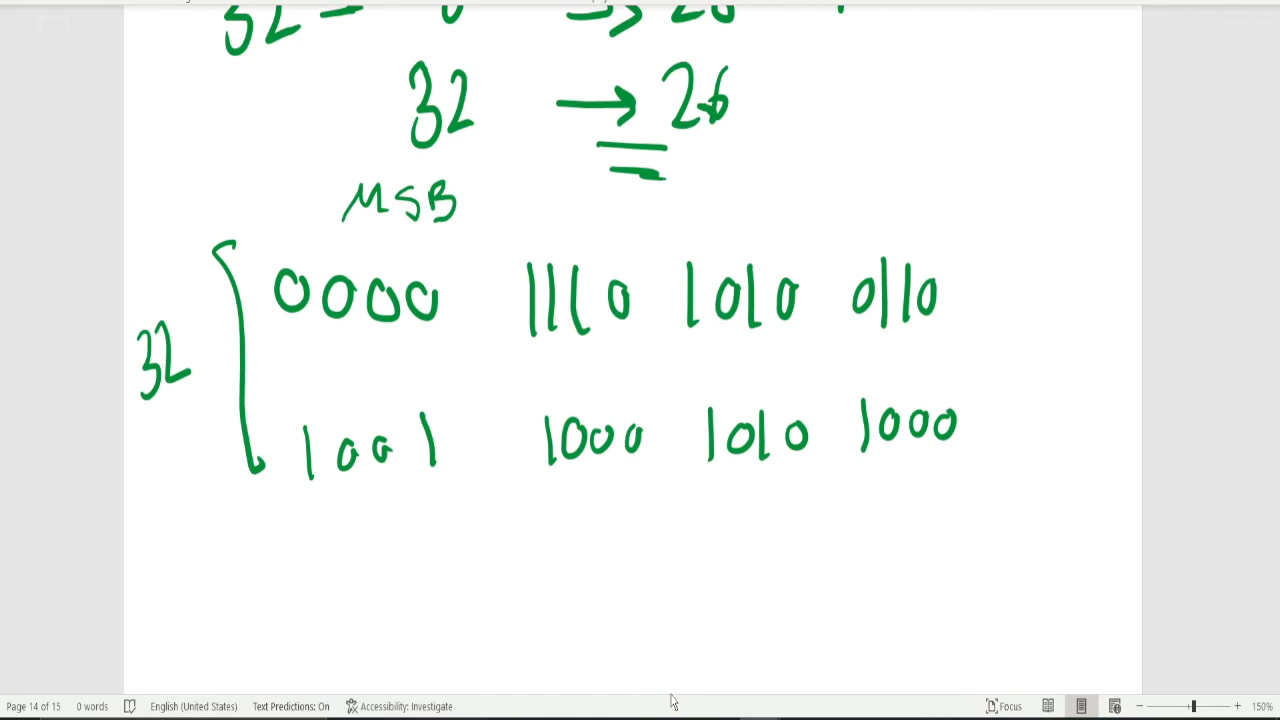 32 → 26
MSB
0000 1110 1010 0110
32
1001 1000 1010 1000
Page 14 of 15 0 words English (United States) Text Predictions: On Accessibility: Investigate Focus 150%